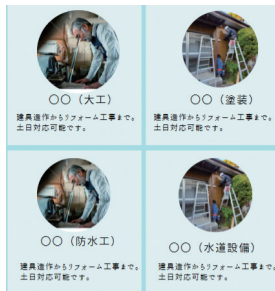 〇〇（大工）
建具造作からリフォーム工事まで。
土日対応可能です。
〇〇（塗装）
建具造作からリフォーム工事まで。
土日対応可能です。
〇〇（防水工）
建具造作からリフォーム工事まで。
土日対応可能です。
〇〇（水道設備）
建具造作からリフォーム工事まで。
土日対応可能です。